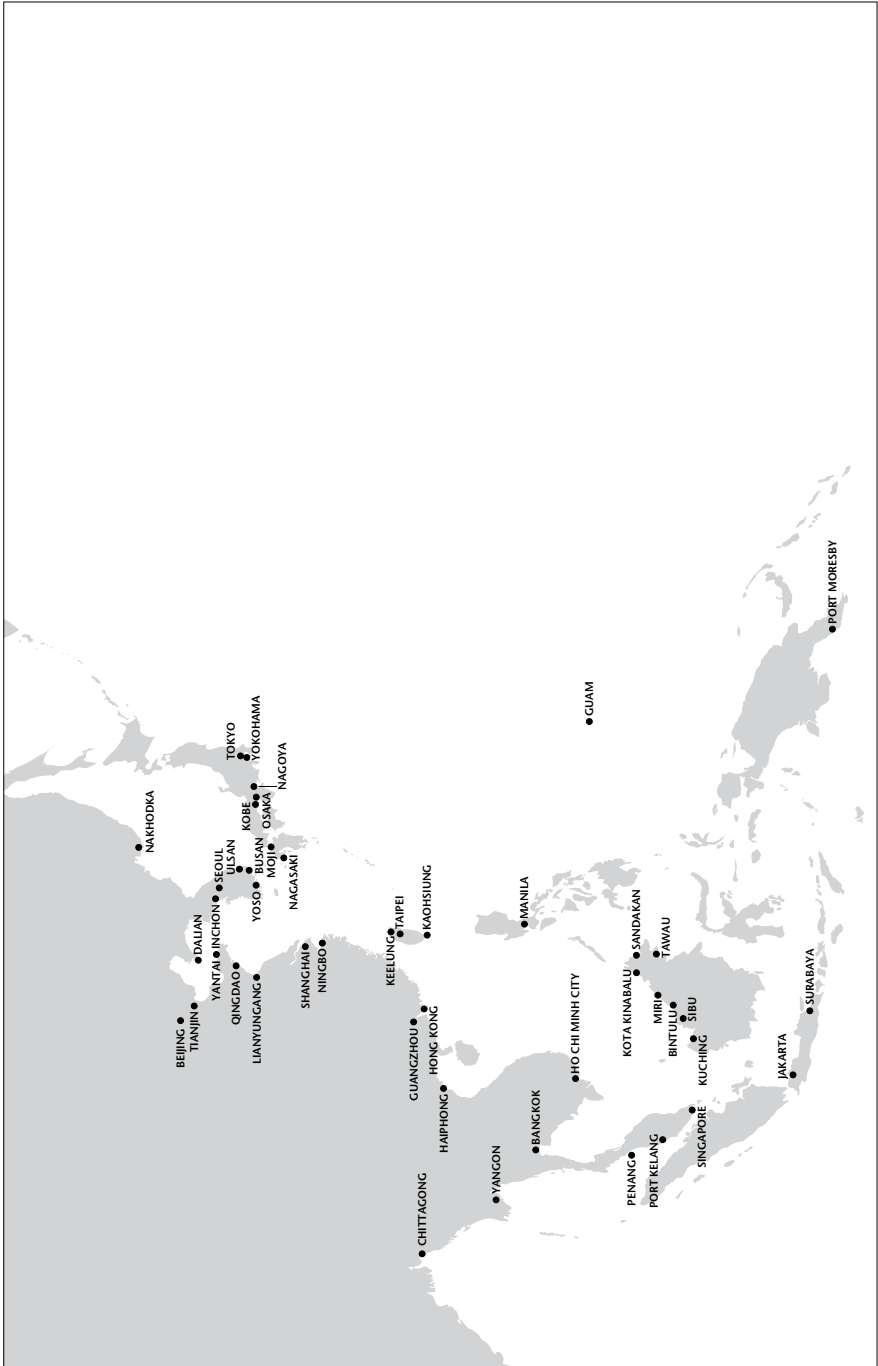 NAKHODKA
TOKYO
YOKOHAMA
NAGOYA
KOBE
OSAKA
SEOUL
ULSAN
BUSAN
MOJI
YOSO
NAGASAKI
DALIAN
INCHON
YANTAI
QINGDAO
BEIJING
TIANJIN
LIANYUNGANG
SHANGHAI
NINGBO
KEELUNG
TAIPEI
KAOHSIUNG
GUANGZHOU
HONG KONG
HAIPHONG
CHITTAGONG
YANGON
BANGKOK
HO CHI MINH CITY
MANILA
GUAM
SANDAKAN
TAWAU
KOTA KINABALU
MIRI
BINTULU
SIBU
KUCHING
PENANG
PORT KELANG
SINGAPORE
JAKARTA
SURABAYA
PORT MORESBY